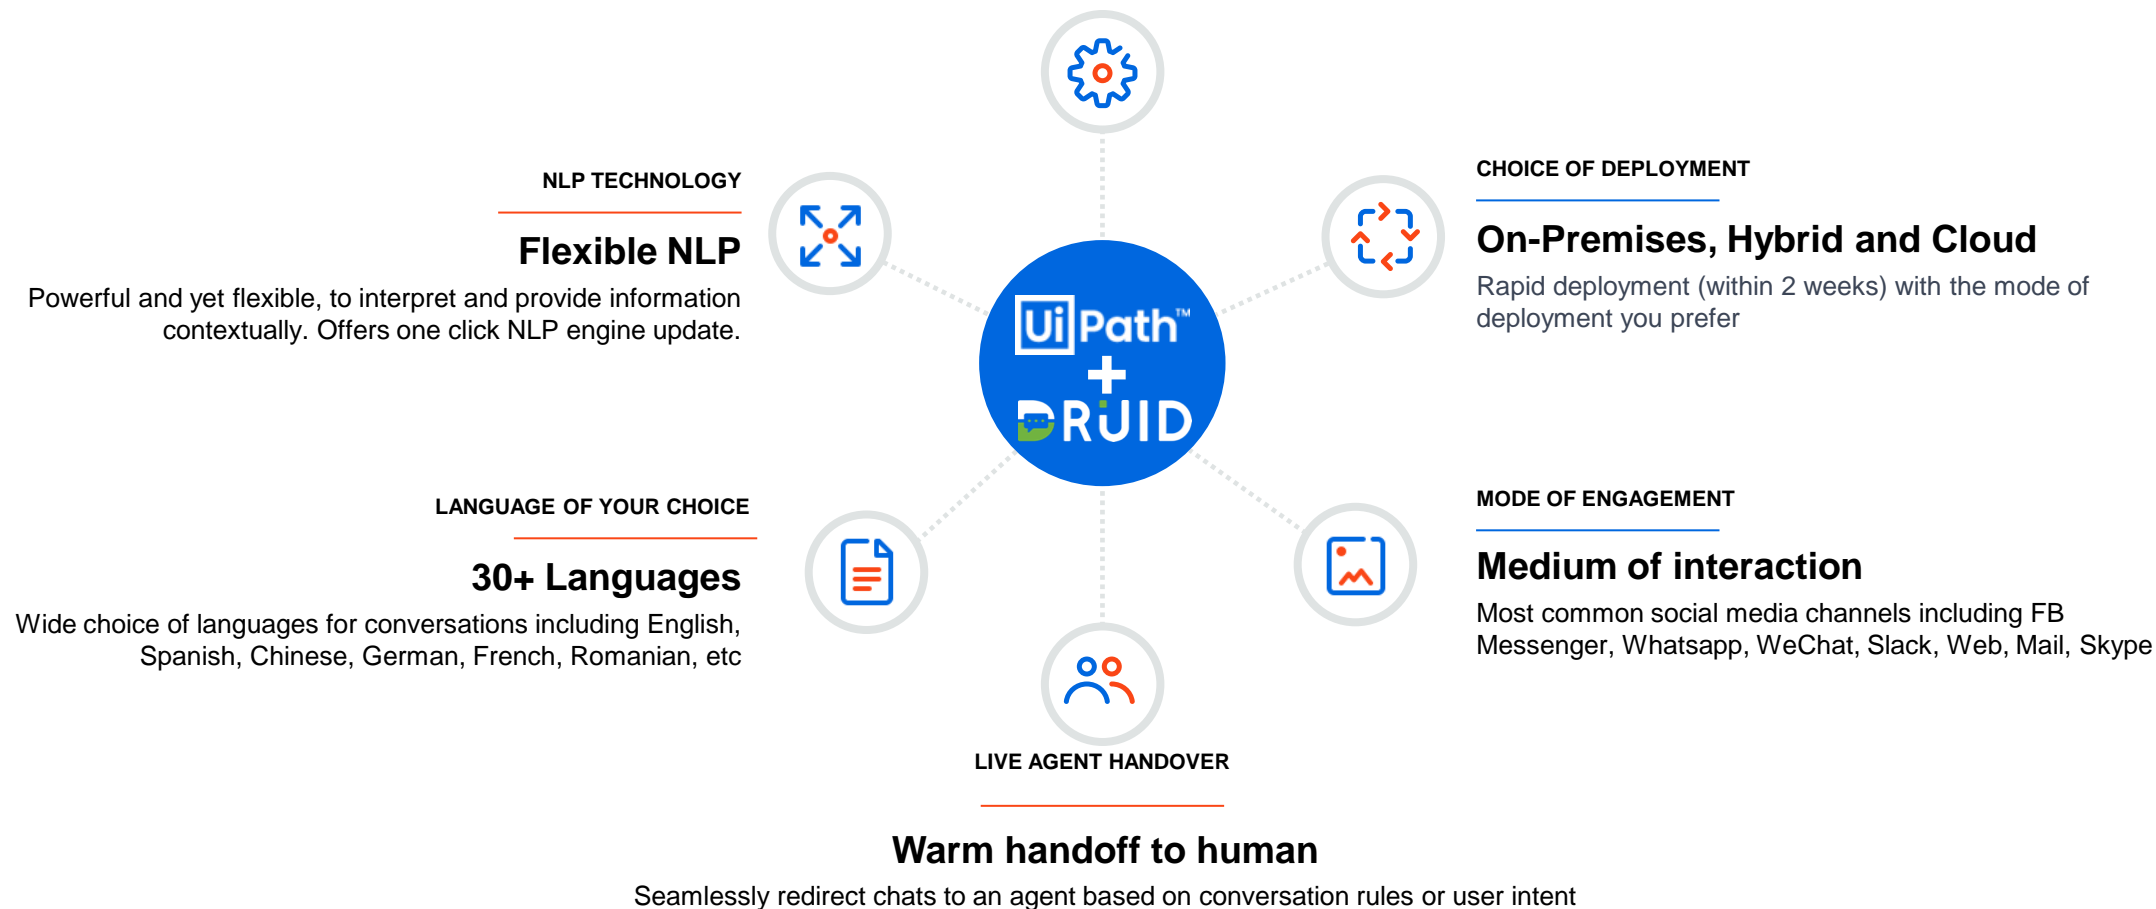 NLP TECHNOLOGY
Flexible NLP
Powerful and yet flexible, to interpret and provide information
contextually. Offers one click NLP engine update.
CHOICE OF DEPLOYMENT
On-Premises, Hybrid and Cloud
Rapid deployment (within 2 weeks) with the mode of
deployment you prefer
UiPath™
+
DRUID
LANGUAGE OF YOUR CHOICE
30+ Languages
Wide choice of languages for conversations including English,
Spanish, Chinese, German, French, Romanian, etc
MODE OF ENGAGEMENT
Medium of interaction
Most common social media channels including FB
Messenger, Whatsapp, WeChat, Slack, Web, Mail, Skype
LIVE AGENT HANDOVER
Warm handoff to human
Seamlessly redirect chats to an agent based on conversation rules or user intent